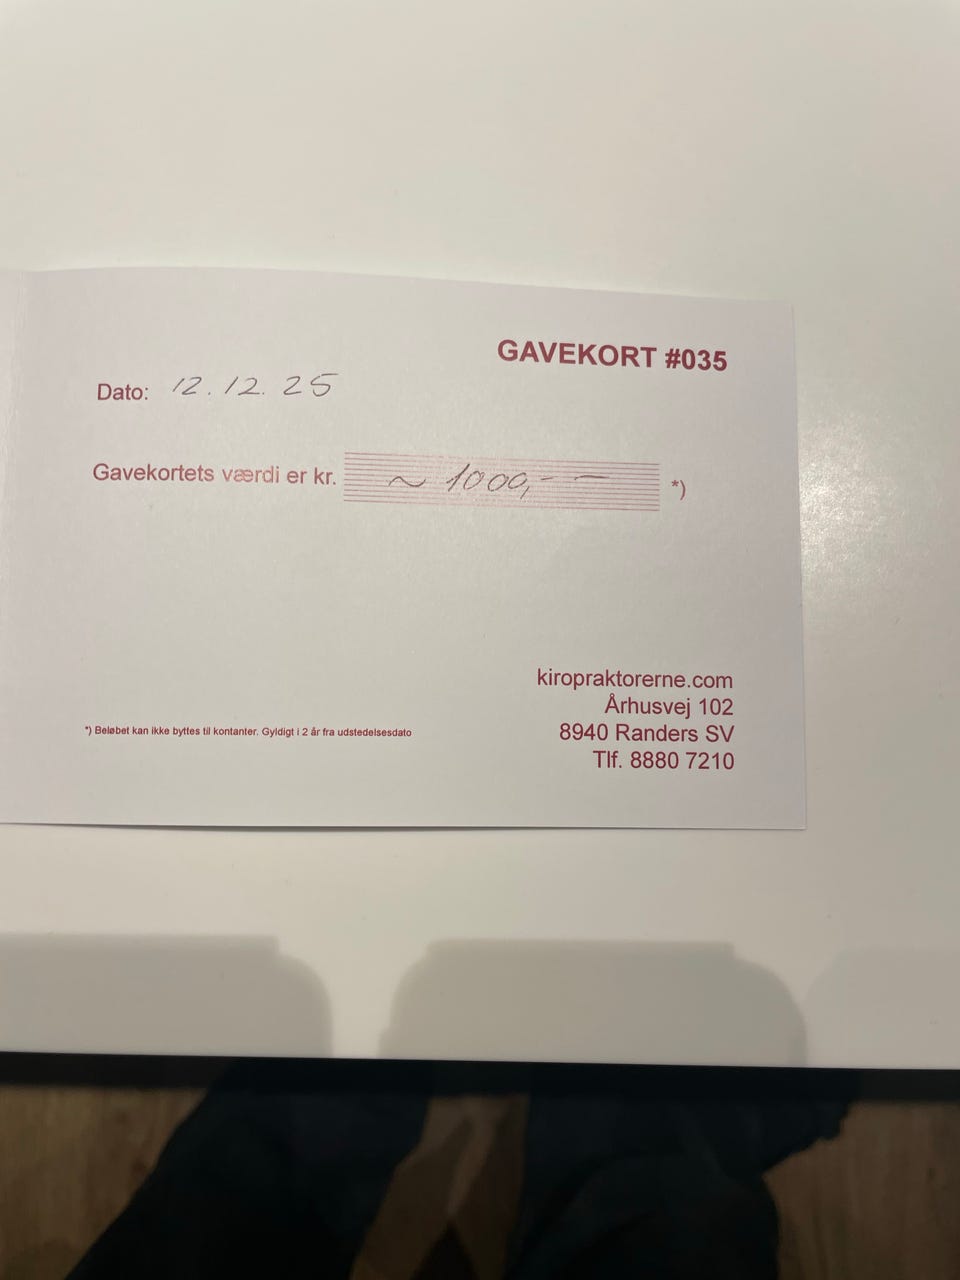 GAVEKORT #035
Dato: 12.12.25
Gavekortets værdi er kr. ~ 1000,- — *)
kiropraktorerne.com
Århusvej 102
8940 Randers SV
Tlf. 8880 7210
*) Beløbet kan ikke byttes til kontanter. Gyldigt i 2 år fra udstedelsesdato